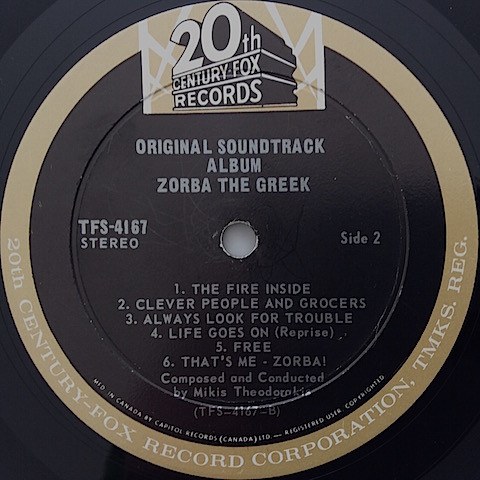 20th
CENTURY-FOX
RECORDS
ORIGINAL SOUNDTRACK
ALBUM
ZORBA THE GREEK
TFS-4167
STEREO
Side 2
1. THE FIRE INSIDE
2. CLEVER PEOPLE AND GROCERS
3. ALWAYS LOOK FOR TROUBLE
4. LIFE GOES ON (Reprise)
5. FREE
6. THAT'S ME - ZORBA!
Composed and Conducted
by Mikis Theodorakis
(TFS-4167-B)
MFD. IN CANADA BY CAPITOL RECORDS (CANADA) LTD. — REGISTERED USER. COPYRIGHTED
20th CENTURY-FOX RECORD CORPORATION, TMKS. REG.